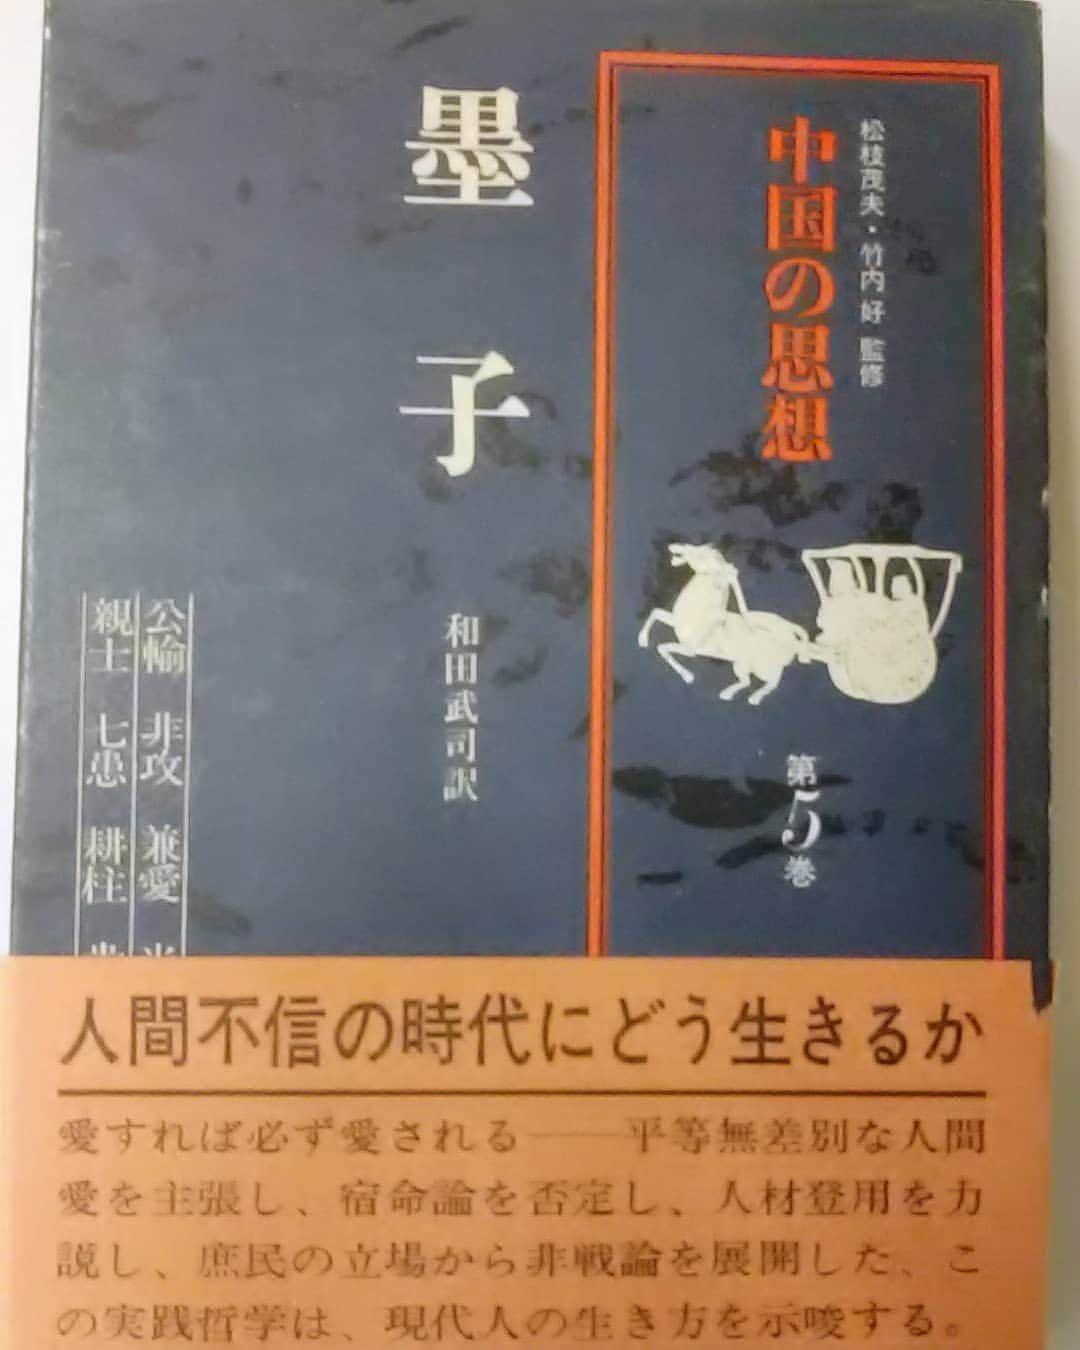 松枝茂夫・竹内好 監修
中国の思想
第5巻
墨子
和田武司訳
公輸 非攻 兼愛
親士 七患 耕柱
人間不信の時代にどう生きるか
愛すれば必ず愛される――平等無差別な人間
愛を主張し、宿命論を否定し、人材登用を力
説し、庶民の立場から非戦論を展開した、こ
の実践哲学は、現代人の生き方を示唆する。